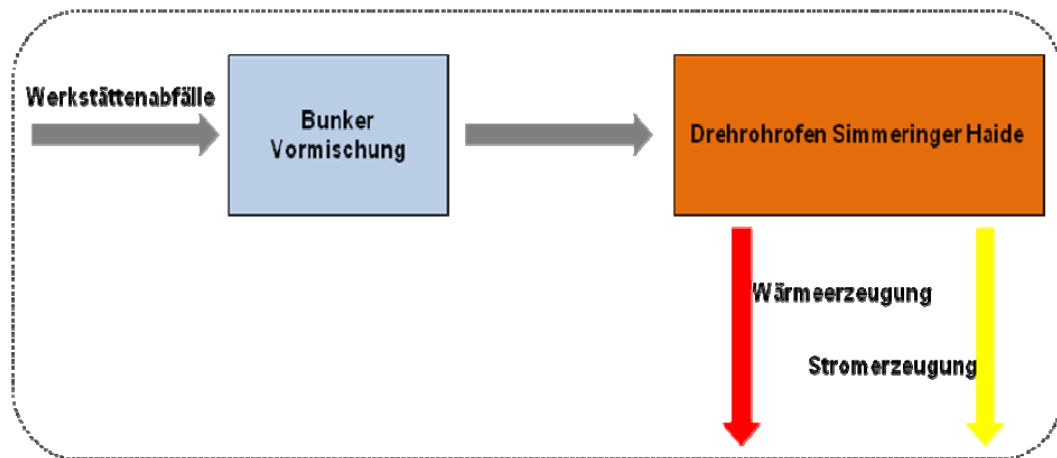 Werkstättenabfälle
Bunker
Vormischung
Drehrohrofen Simmeringer Haide
Wärmeerzeugung
Stromerzeugung